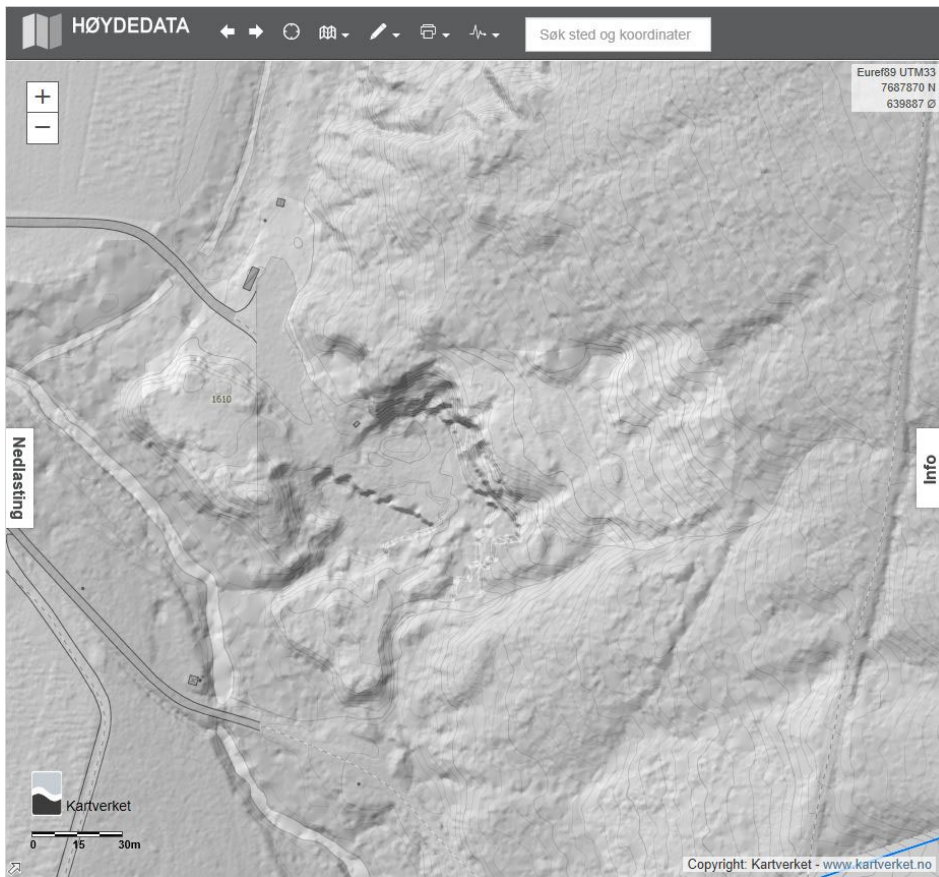 HØYDEDATA
Søk sted og koordinater
Euref89 UTM33
7687870 N
639887 Ø
+
−
1510
Nedlasting
Info
Kartverket
0 15 30m
Copyright: Kartverket - www.kartverket.no